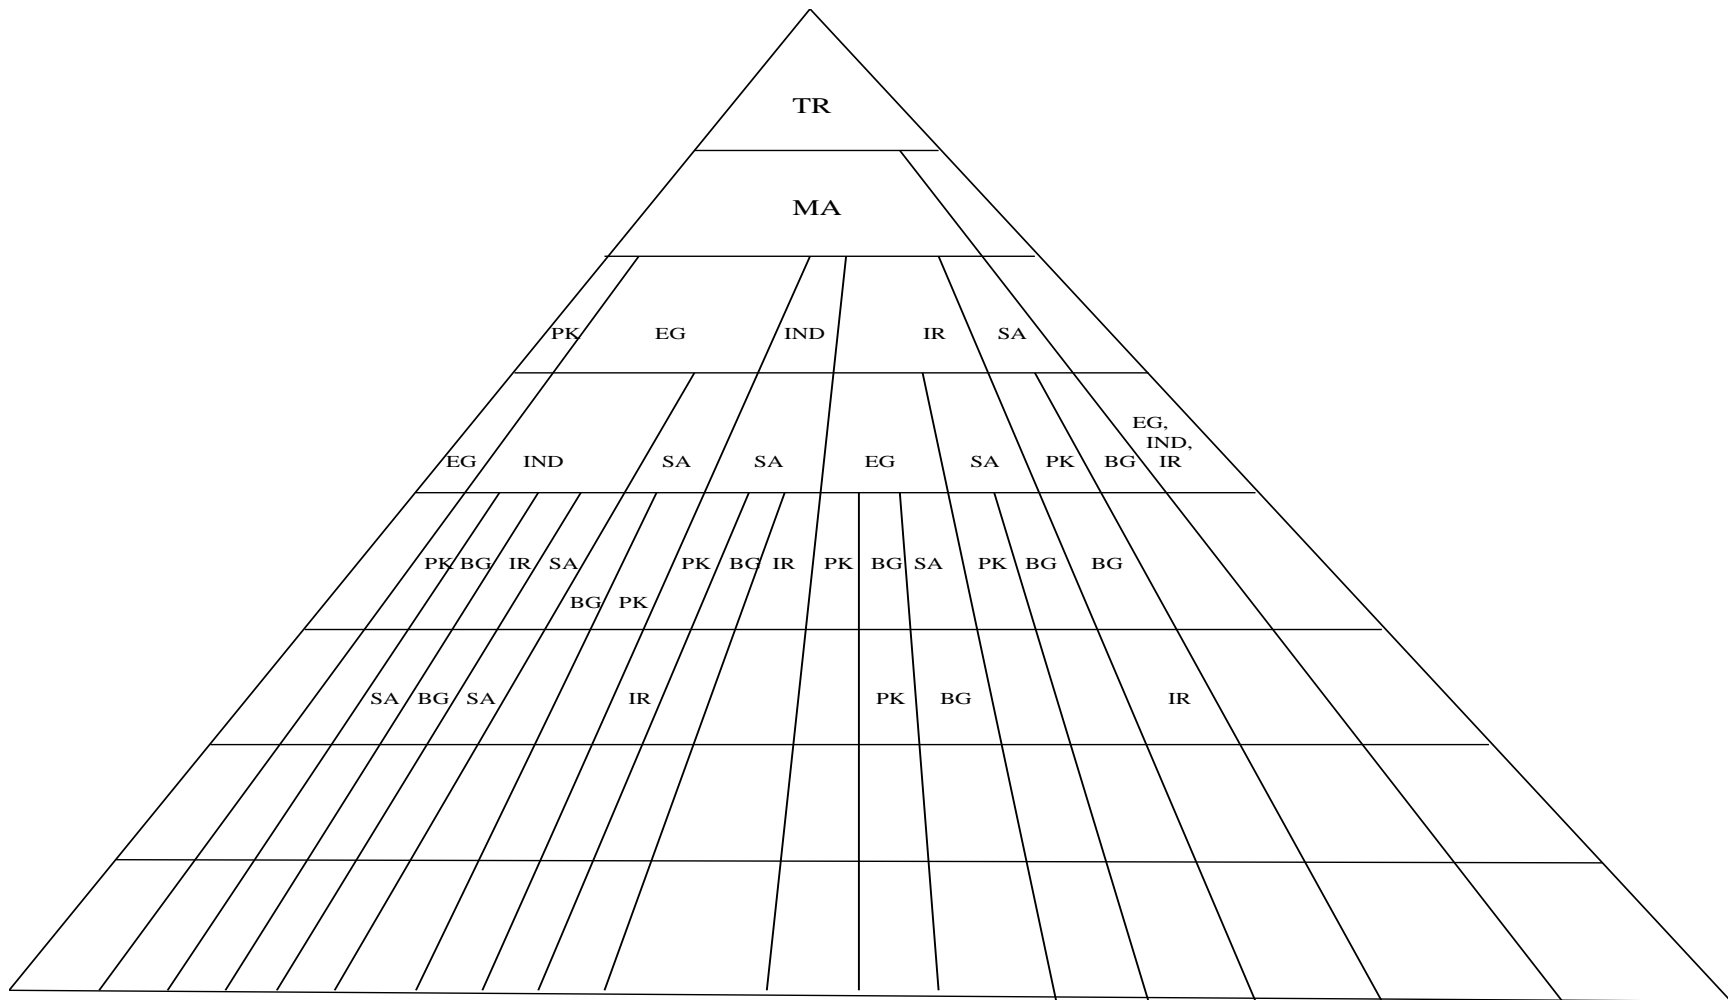 TR
MA
PK EG IND IR SA
EG,
IND,
EG IND SA SA EG SA PK BG IR
PK BG IR SA PK BG IR PK BG SA PK BG BG
BG PK
SA BG SA IR PK BG IR